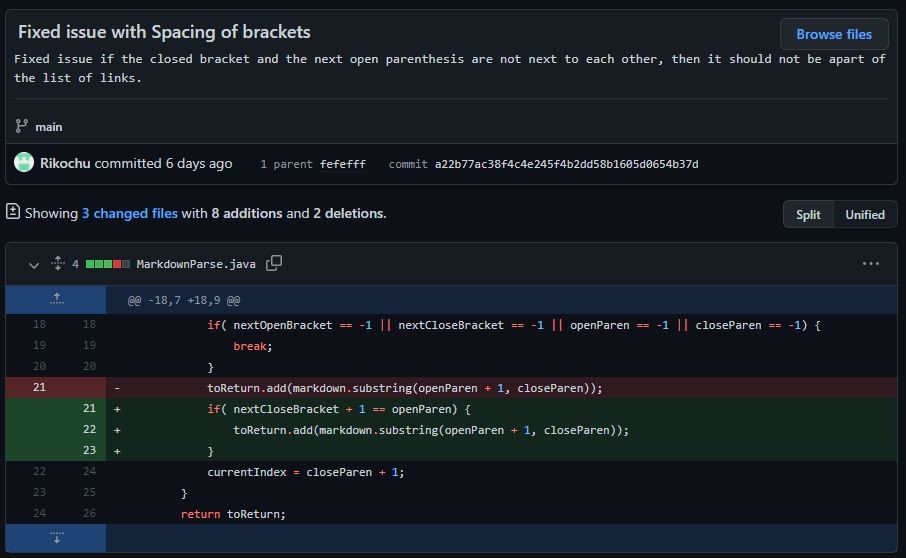 Fixed issue with Spacing of brackets
Browse files
Fixed issue if the closed bracket and the next open parenthesis are not next to each other, then it should not be apart of
the list of links.
main
Rikochu committed 6 days ago 1 parent fefefff commit a22b77ac38f4c4e245f4b2dd58b1605d0654b37d
Showing 3 changed files with 8 additions and 2 deletions.
Split Unified
4 MarkdownParse.java
@@ -18,7 +18,9 @@
18 18 if( nextOpenBracket == -1 || nextCloseBracket == -1 || openParen == -1 || closeParen == -1) {
19 19 break;
20 20 }
21 - toReturn.add(markdown.substring(openParen + 1, closeParen));
21 + if( nextCloseBracket + 1 == openParen) {
22 + toReturn.add(markdown.substring(openParen + 1, closeParen));
23 + }
22 24 currentIndex = closeParen + 1;
23 25 }
24 26 return toReturn;